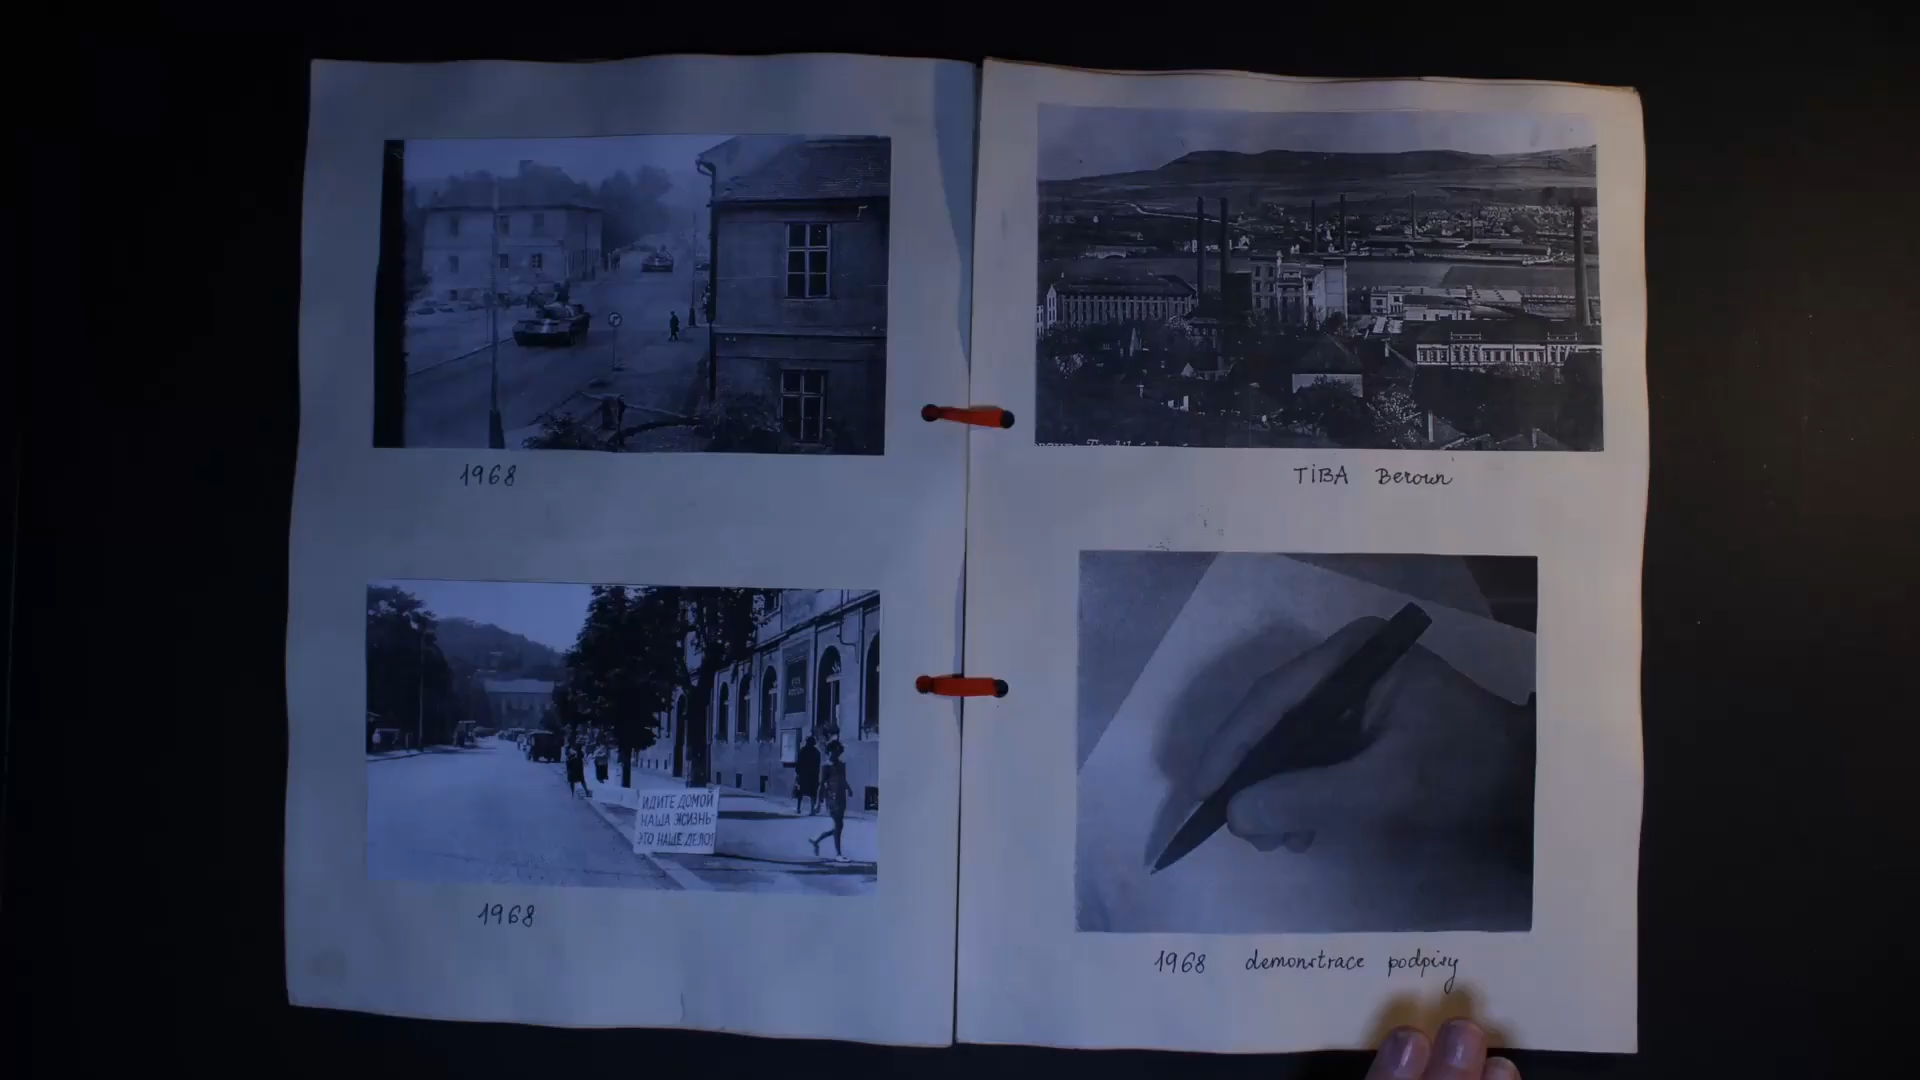 1968
ИДИТЕ ДОМОЙ
НАША ЖИЗНЬ-
ЭТО НАШЕ ДЕЛО!
1968
TIBA Beroun
1968 demonstrace podpisy